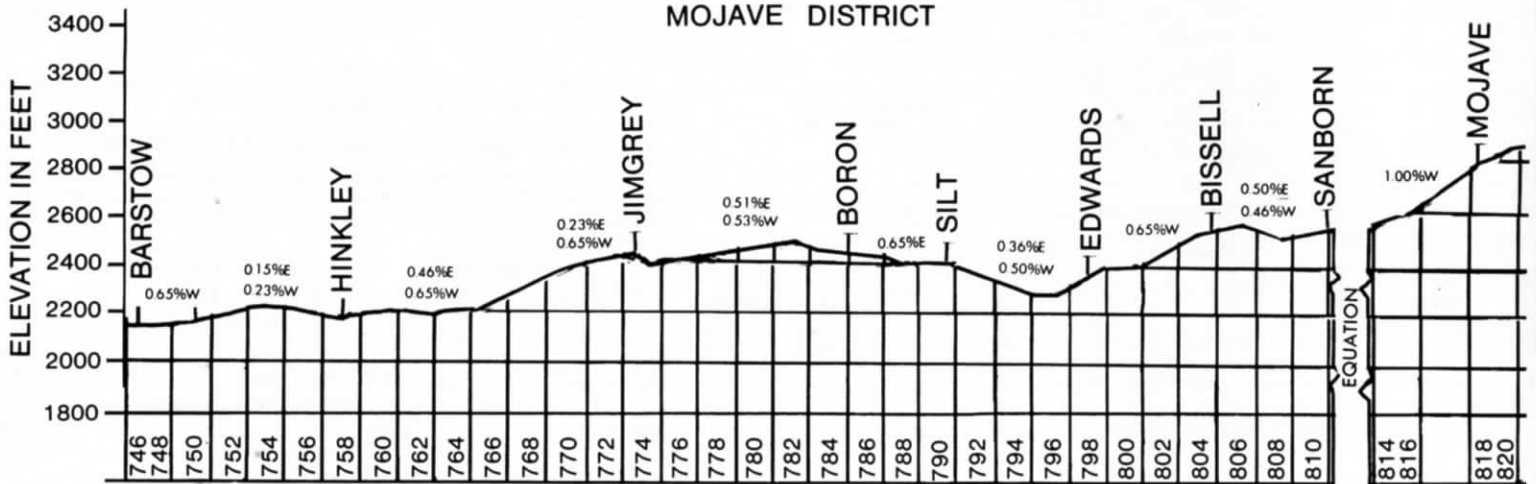 MOJAVE DISTRICT
ELEVATION IN FEET
3400
3200
3000
2800
2600
2400
2200
2000
1800
BARSTOW
HINKLEY
JIMGREY
BORON
SILT
EDWARDS
BISSELL
SANBORN
MOJAVE
0.65%W
0.15%E
0.23%W
0.46%E
0.65%W
0.23%E
0.65%W
0.51%E
0.53%W
0.65%E
0.36%E
0.50%W
0.65%W
0.50%E
0.46%W
1.00%W
EQUATION
746 748 750 752 754 756 758 760 762 764 766 768 770 772 774 776 778 780 782 784 786 788 790 792 794 796 798 800 802 804 806 808 810 814 816 818 820